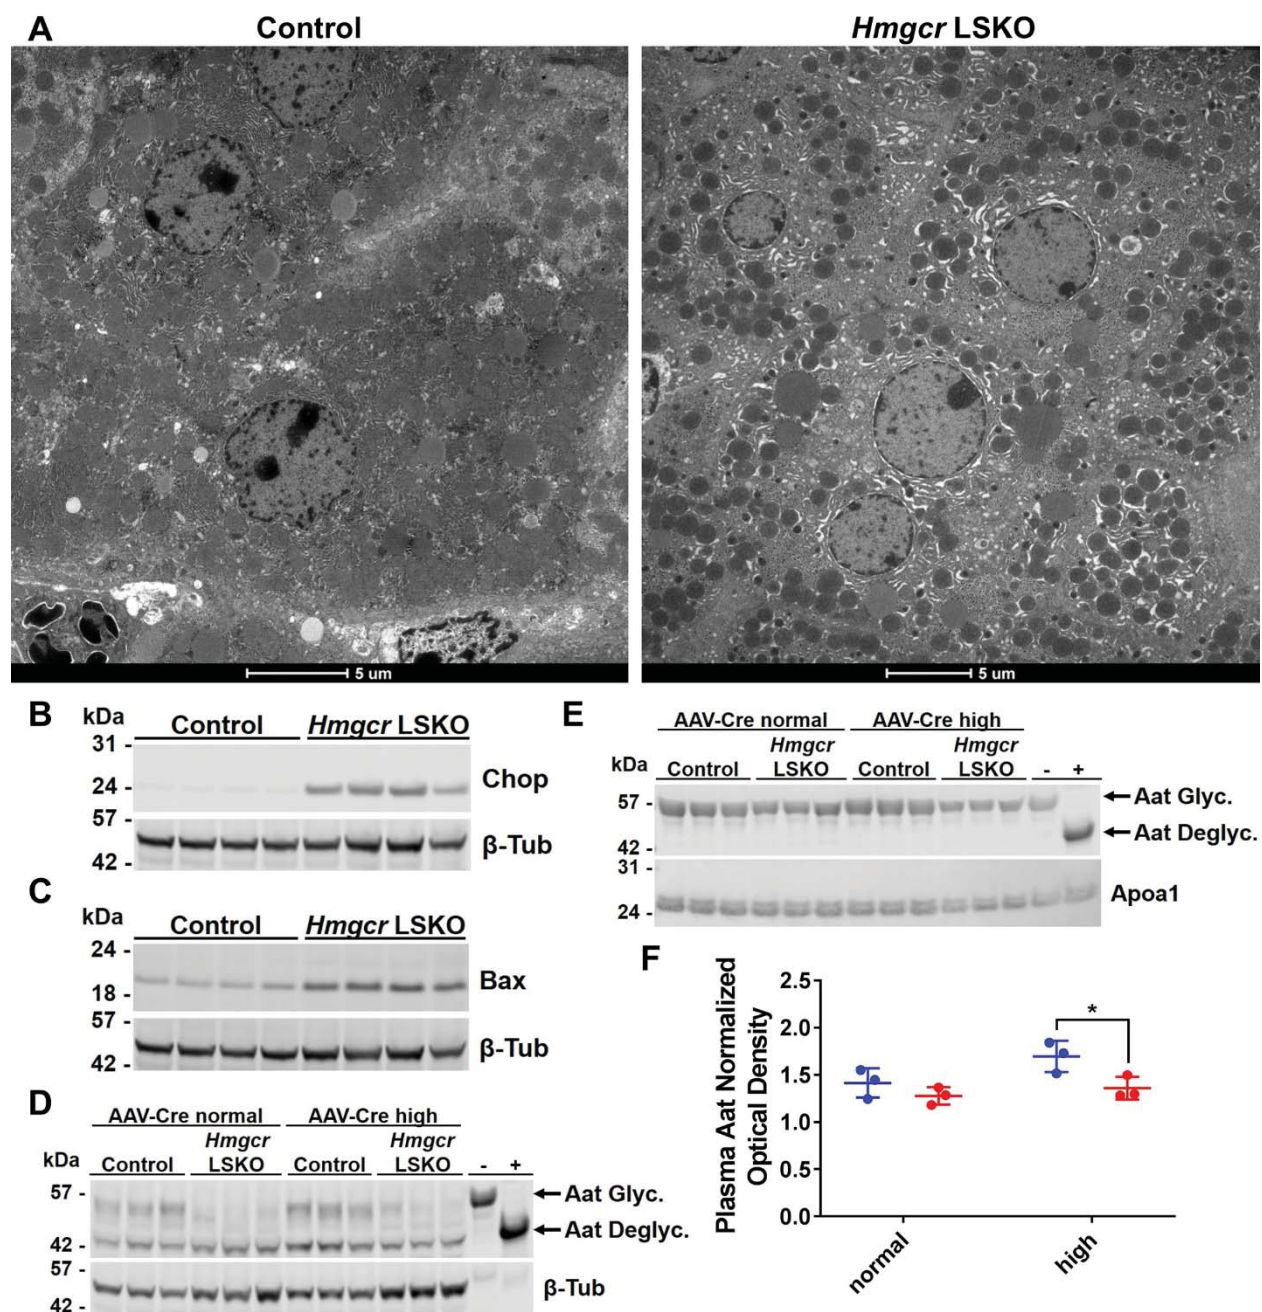 A Control Hmgcr LSKO
5 um 5 um
B kDa Control Hmgcr LSKO
31 -
24 - Chop
57 -
42 - β-Tub
C
kDa Control Hmgcr LSKO
24 -
18 - Bax
57 -
42 - β-Tub
D
AAV-Cre normal AAV-Cre high
Hmgcr Hmgcr
kDa Control LSKO Control LSKO - +
57 - Aat Glyc.
Aat Deglyc.
42 -
57 -
β-Tub
42 -
E
AAV-Cre normal AAV-Cre high
Hmgcr Hmgcr
kDa Control LSKO Control LSKO - +
57 - Aat Glyc.
Aat Deglyc.
42 -
31 -
Apoa1
24 -
F
Plasma Aat Normalized
Optical Density
2.5
2.0
1.5
1.0
0.5
0.0
*
normal high